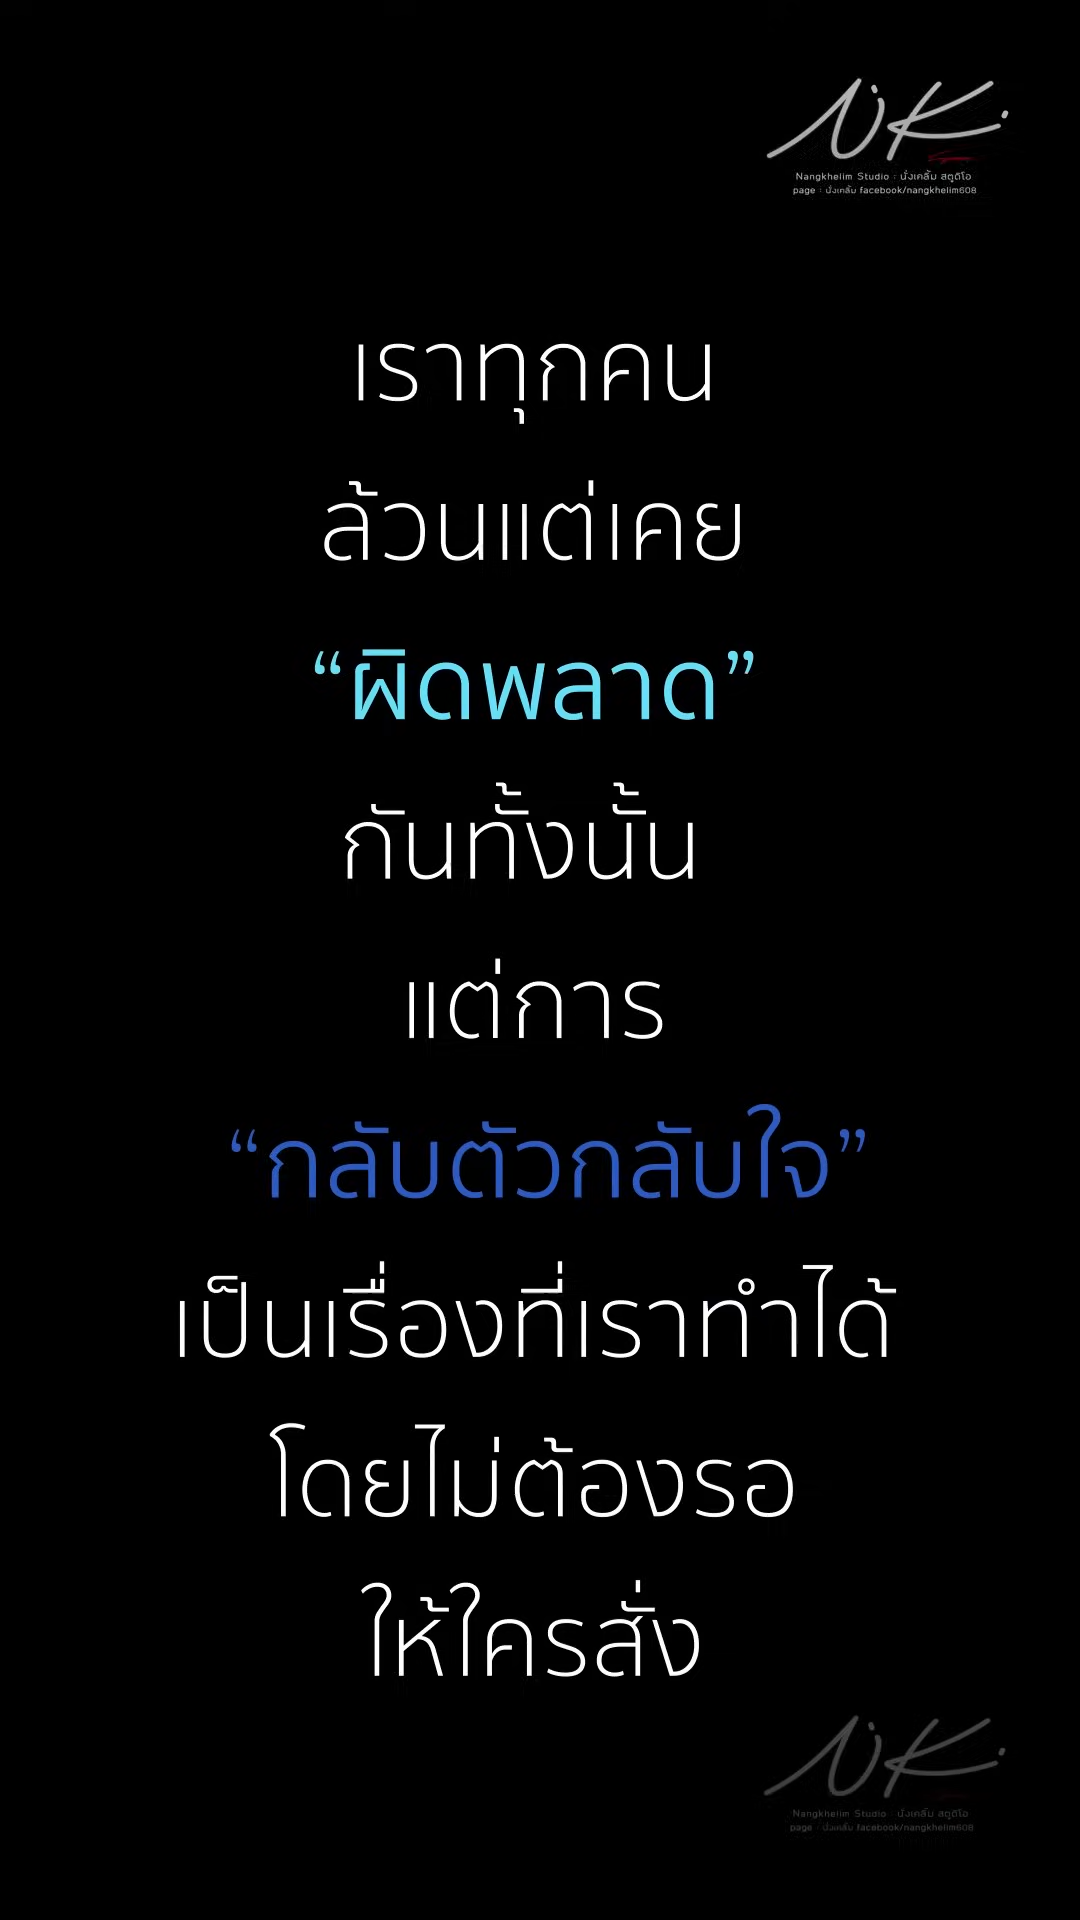 NK
Nangkhelim Studio : นั่งเคลิ้ม สตูดิโอ
page : นั่งเคลิ้ม facebook/nangkhelim608
เราทุกคน
ล้วนแต่เคย
“ผิดพลาด”
กันทั้งนั้น
แต่การ
“กลับตัวกลับใจ”
เป็นเรื่องที่เราทำได้
โดยไม่ต้องรอ
ให้ใครสั่ง
NK
Nangkhelim Studio : นั่งเคลิ้ม สตูดิโอ
page : นั่งเคลิ้ม facebook/nangkhelim608